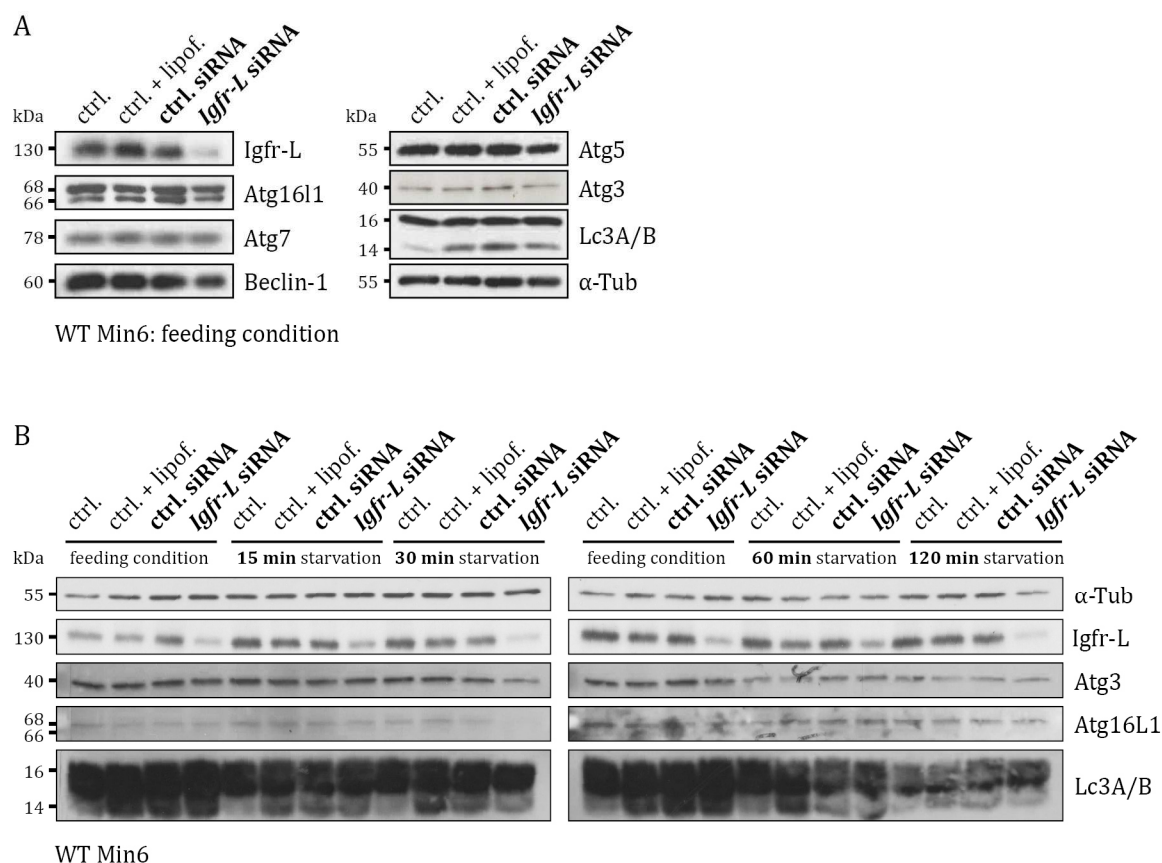 A
ctrl.
ctrl. + lipof.
ctrl. siRNA
Igfr-L siRNA
kDa
130 Igfr-L
68
66
Atg16l1
78 Atg7
60 Beclin-1
ctrl.
ctrl. + lipof.
ctrl. siRNA
Igfr-L siRNA
kDa
55 Atg5
40 Atg3
16
14
Lc3A/B
55 α-Tub
WT Min6: feeding condition
B
ctrl.
ctrl. + lipof.
ctrl. siRNA
Igfr-L siRNA
ctrl.
ctrl. + lipof.
ctrl. siRNA
Igfr-L siRNA
ctrl.
ctrl. + lipof.
ctrl. siRNA
Igfr-L siRNA
ctrl.
ctrl. + lipof.
ctrl. siRNA
Igfr-L siRNA
ctrl.
ctrl. + lipof.
ctrl. siRNA
Igfr-L siRNA
ctrl.
ctrl. + lipof.
ctrl. siRNA
Igfr-L siRNA
kDa feeding condition 15 min starvation 30 min starvation feeding condition 60 min starvation 120 min starvation
55 α-Tub
130 Igfr-L
40 Atg3
68
66
Atg16L1
16
14
Lc3A/B
WT Min6